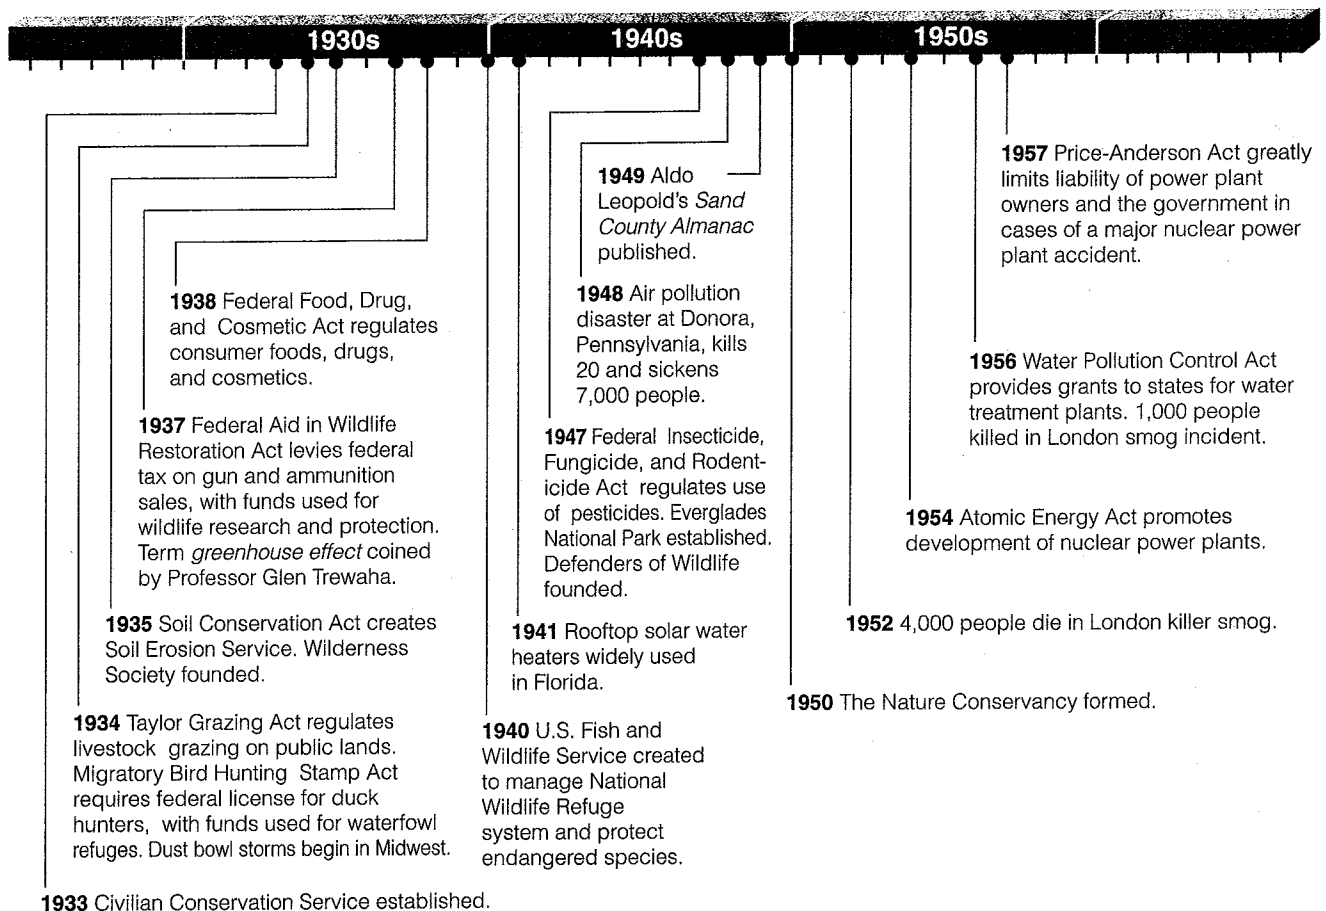 1930s
1940s
1950s
1933 Civilian Conservation Service established.
1934 Taylor Grazing Act regulates
livestock grazing on public lands.
Migratory Bird Hunting Stamp Act
requires federal license for duck
hunters, with funds used for waterfowl
refuges. Dust bowl storms begin in Midwest.
1935 Soil Conservation Act creates
Soil Erosion Service. Wilderness
Society founded.
1937 Federal Aid in Wildlife
Restoration Act levies federal
tax on gun and ammunition
sales, with funds used for
wildlife research and protection.
Term greenhouse effect coined
by Professor Glen Trewaha.
1938 Federal Food, Drug,
and Cosmetic Act regulates
consumer foods, drugs,
and cosmetics.
1940 U.S. Fish and
Wildlife Service created
to manage National
Wildlife Refuge
system and protect
endangered species.
1941 Rooftop solar water
heaters widely used
in Florida.
1947 Federal Insecticide,
Fungicide, and Rodent-
icide Act regulates use
of pesticides. Everglades
National Park established.
Defenders of Wildlife
founded.
1948 Air pollution
disaster at Donora,
Pennsylvania, kills
20 and sickens
7,000 people.
1949 Aldo
Leopold's Sand
County Almanac
published.
1950 The Nature Conservancy formed.
1952 4,000 people die in London killer smog.
1954 Atomic Energy Act promotes
development of nuclear power plants.
1956 Water Pollution Control Act
provides grants to states for water
treatment plants. 1,000 people
killed in London smog incident.
1957 Price-Anderson Act greatly
limits liability of power plant
owners and the government in
cases of a major nuclear power
plant accident.